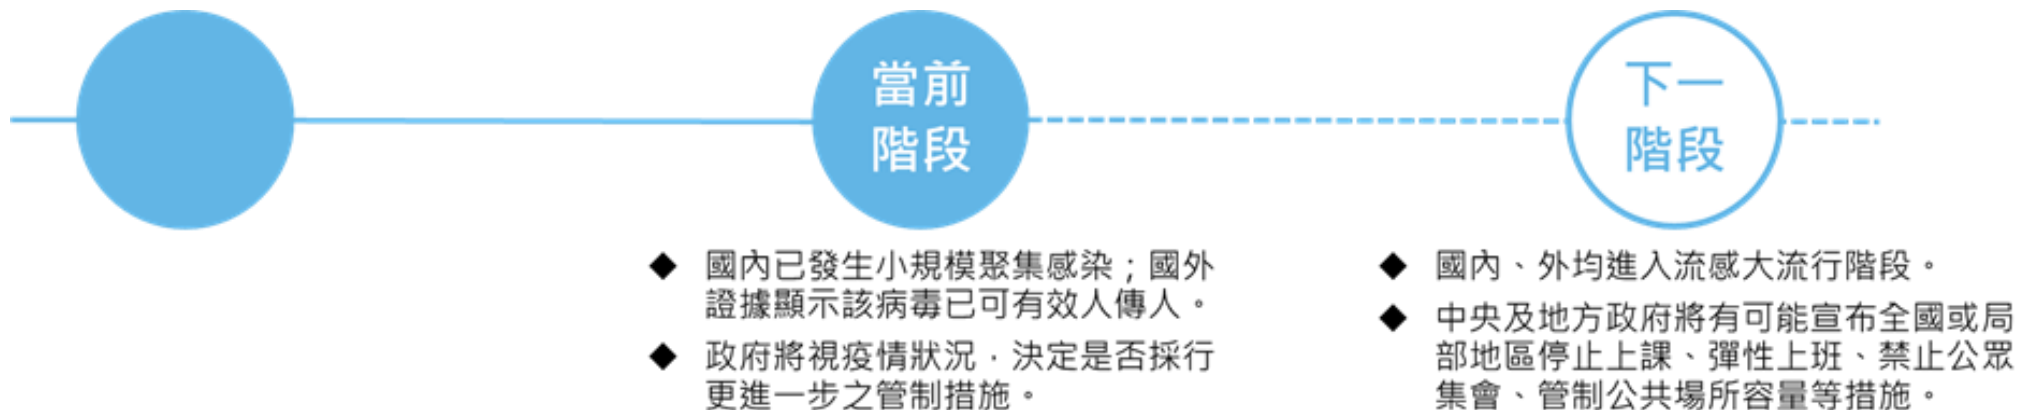 當前
階段
下一
階段
◆ 國內已發生小規模聚集感染；國外
證據顯示該病毒已可有效人傳人。
◆ 政府將視疫情狀況，決定是否採行
更進一步之管制措施。
◆ 國內、外均進入流感大流行階段。
◆ 中央及地方政府將有可能宣布全國或局
部地區停止上課、彈性上班、禁止公眾
集會、管制公共場所容量等措施。